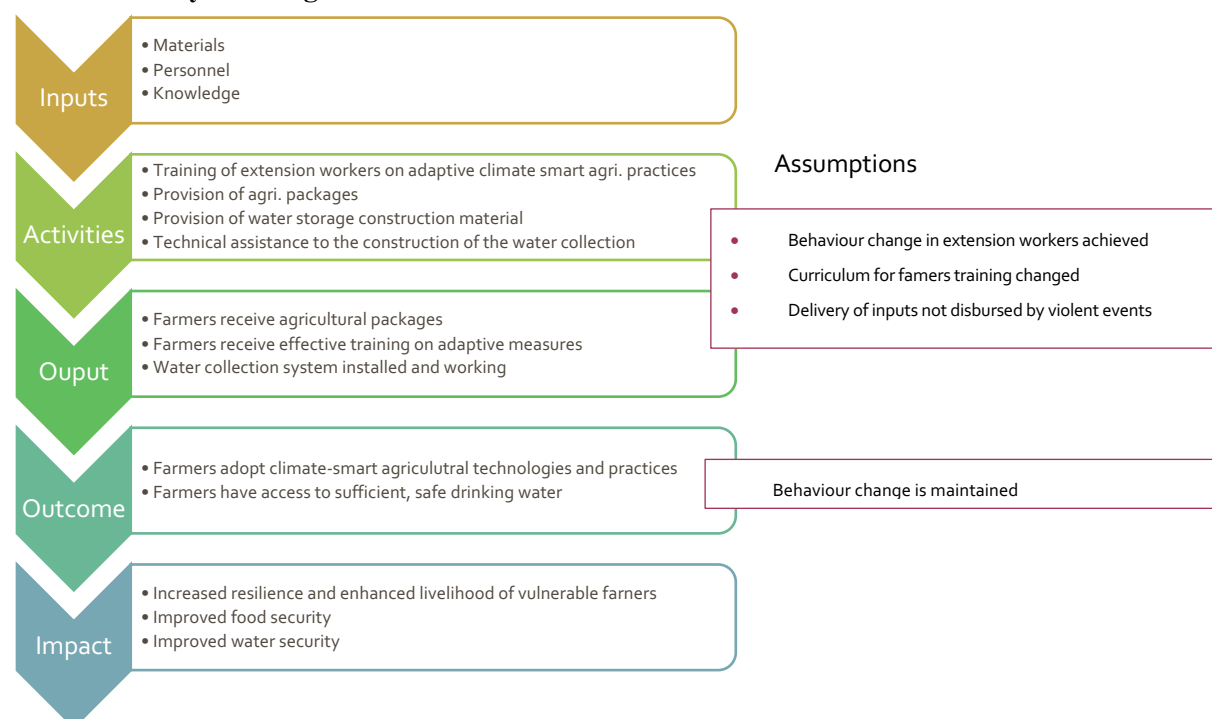 Inputs
• Materials
• Personnel
• Knowledge
Activities
• Training of extension workers on adaptive climate smart agri. practices
• Provision of agri. packages
• Provision of water storage construction material
• Technical assistance to the construction of the water collection
Assumptions
• Behaviour change in extension workers achieved
• Curriculum for famers training changed
• Delivery of inputs not disbursed by violent events
Ouput
• Farmers receive agricultural packages
• Farmers receive effective training on adaptive measures
• Water collection system installed and working
Outcome
• Farmers adopt climate-smart agriculutral technologies and practices
• Farmers have access to sufficient, safe drinking water
Behaviour change is maintained
Impact
• Increased resilience and enhanced livelihood of vulnerable farners
• Improved food security
• Improved water security